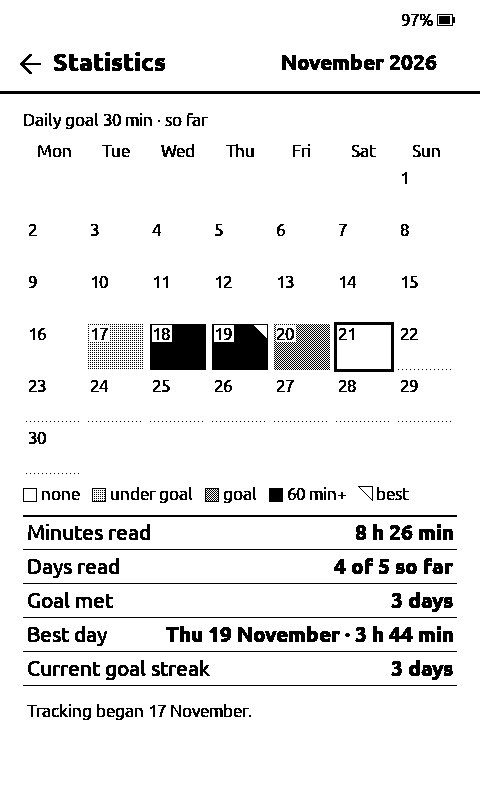 97%
← Statistics November 2026
Daily goal 30 min · so far
Mon Tue Wed Thu Fri Sat Sun
1
2 3 4 5 6 7 8
9 10 11 12 13 14 15
16 17 18 19 20 21 22
23 24 25 26 27 28 29
30
none under goal goal 60 min+ best
Minutes read 8 h 26 min
Days read 4 of 5 so far
Goal met 3 days
Best day Thu 19 November · 3 h 44 min
Current goal streak 3 days
Tracking began 17 November.